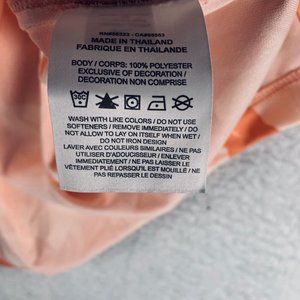 MADE IN THAILAND
FABRIQUE EN THAILANDE
BODY / CORPS: 100% POLYESTER
EXCLUSIVE OF DECORATION /
DECORATION NON COMPRISE
30C
WASH WITH LIKE COLORS / DO NOT USE
SOFTENERS / REMOVE IMMEDIATELY / DO
NOT ALLOW TO LAY ON ITSELF WHEN WET /
DO NOT IRON DESIGN
LAVER AVEC COULEURS SIMILAIRES / NE PAS
UTILISER D'ADOUCISSEUR / ENLEVER
IMMEDIATEMENT / NE PAS LAISSER LE
VÊTEMENT PLIÉ LORSQU'IL EST MOUILLÉ / NE
PAS REPASSER LE DESSIN